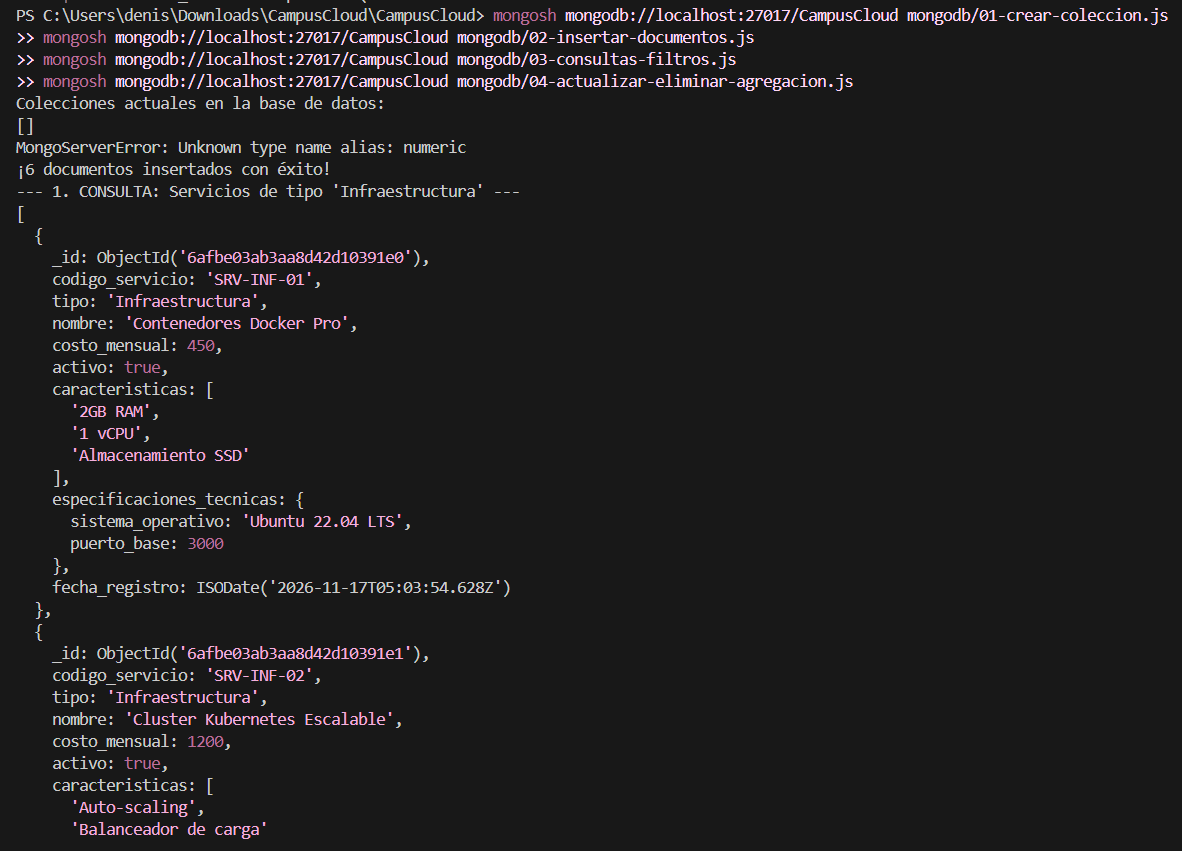 PS C:\Users\denis\Downloads\CampusCloud\CampusCloud> mongosh mongodb://localhost:27017/CampusCloud mongodb/01-crear-coleccion.js
>> mongosh mongodb://localhost:27017/CampusCloud mongodb/02-insertar-documentos.js
>> mongosh mongodb://localhost:27017/CampusCloud mongodb/03-consultas-filtros.js
>> mongosh mongodb://localhost:27017/CampusCloud mongodb/04-actualizar-eliminar-agregacion.js
Colecciones actuales en la base de datos:
[]
MongoServerError: Unknown type name alias: numeric
¡6 documentos insertados con éxito!
--- 1. CONSULTA: Servicios de tipo 'Infraestructura' ---
[
  {
    _id: ObjectId('6afbe03ab3aa8d42d10391e0'),
    codigo_servicio: 'SRV-INF-01',
    tipo: 'Infraestructura',
    nombre: 'Contenedores Docker Pro',
    costo_mensual: 450,
    activo: true,
    caracteristicas: [
      '2GB RAM',
      '1 vCPU',
      'Almacenamiento SSD'
    ],
    especificaciones_tecnicas: {
      sistema_operativo: 'Ubuntu 22.04 LTS',
      puerto_base: 3000
    },
    fecha_registro: ISODate('2026-11-17T05:03:54.628Z')
  },
  {
    _id: ObjectId('6afbe03ab3aa8d42d10391e1'),
    codigo_servicio: 'SRV-INF-02',
    tipo: 'Infraestructura',
    nombre: 'Cluster Kubernetes Escalable',
    costo_mensual: 1200,
    activo: true,
    caracteristicas: [
      'Auto-scaling',
      'Balanceador de carga'